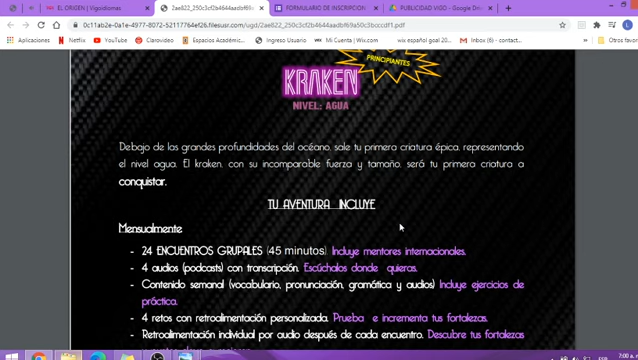 EL ORIGEN | Vigodiomas
2ae822_250c3cf2b4644aadbf69a50c3bcccdf1.pdf
FORMULARIO DE INSCRIPCION
PUBLICIDAD VIGO - Google Drive
0c11ab2e-0a1e-4977-8072-52117764ef26.filesusr.com/ugd/2ae822_250c3cf2b4644aadbf69a50c3bcccdf1.pdf
Aplicaciones Netflix YouTube Clarovideo Espacios Académic... Ingreso Usuario Mi Cuenta | Wix.com wix español goal 20... M Inbox (6) - contact... Otros favor
PRINCIPIANTES
KRAKEN
NIVEL: AGUA
Debajo de las grandes profundidades del océano, sale tu primera criatura épica, representando
el nivel agua. El kraken, con su incomparable fuerza y tamaño, será tu primera criatura a
conquistar.
TU AVENTURA INCLUYE
Mensualmente
- 24 ENCUENTROS GRUPALES (45 minutos) Incluye mentores internacionales.
- 4 audios (podcasts) con transcripción. Escúchalos donde quieras.
- Contenido semanal (vocabulario, pronunciación, gramática y audios) Incluye ejercicios de
práctica.
- 4 retos con retroalimentación personalizada. Prueba e incrementa tus fortalezas.
- Retroalimentación individual por audio después de cada encuentro. Descubre tus fortalezas
ESP
7:00 a.